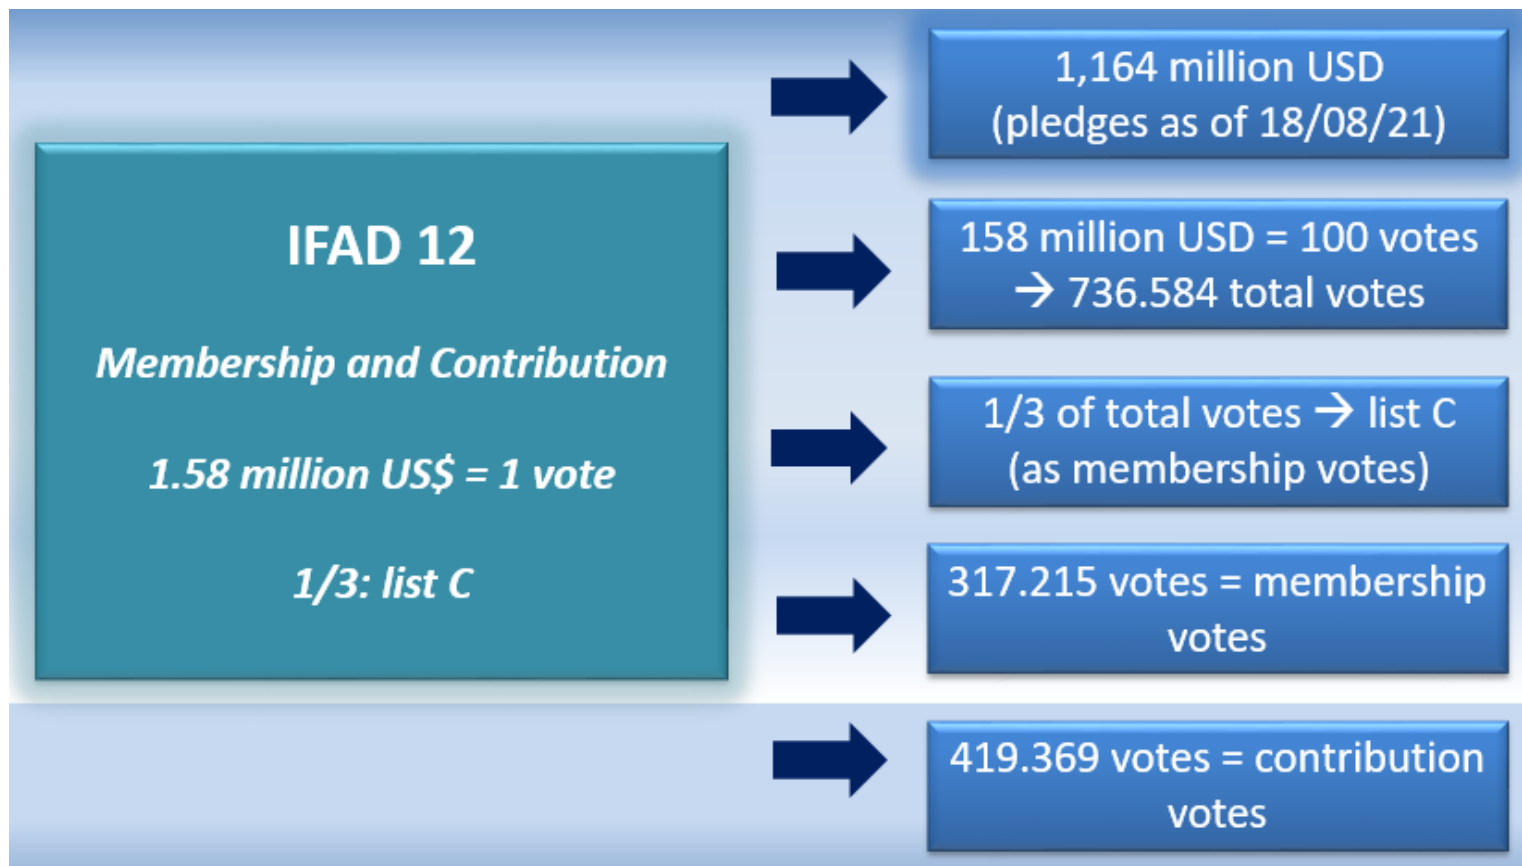 IFAD 12
Membership and Contribution
1.58 million US$ = 1 vote
1/3: list C
1,164 million USD
(pledges as of 18/08/21)
158 million USD = 100 votes
→ 736.584 total votes
1/3 of total votes → list C
(as membership votes)
317.215 votes = membership
votes
419.369 votes = contribution
votes